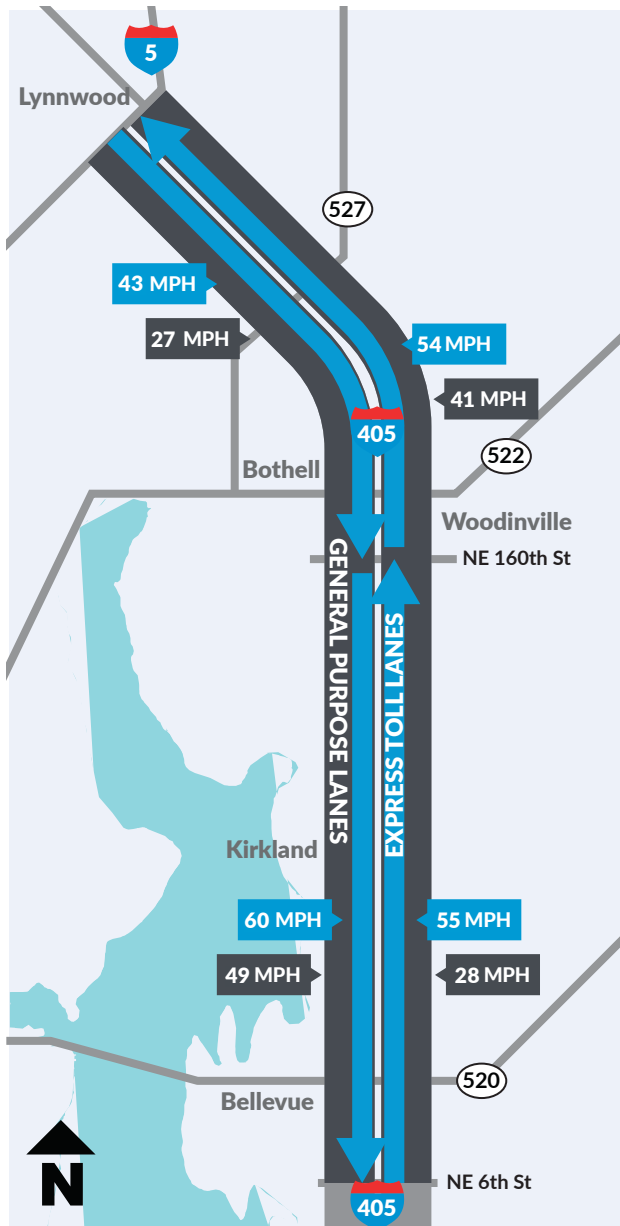 5
Lynnwood
527
43 MPH
27 MPH
54 MPH
41 MPH
405
522
Bothell
Woodinville
NE 160th St
GENERAL PURPOSE LANES
EXPRESS TOLL LANES
Kirkland
60 MPH
55 MPH
49 MPH
28 MPH
520
Bellevue
N
NE 6th St
405